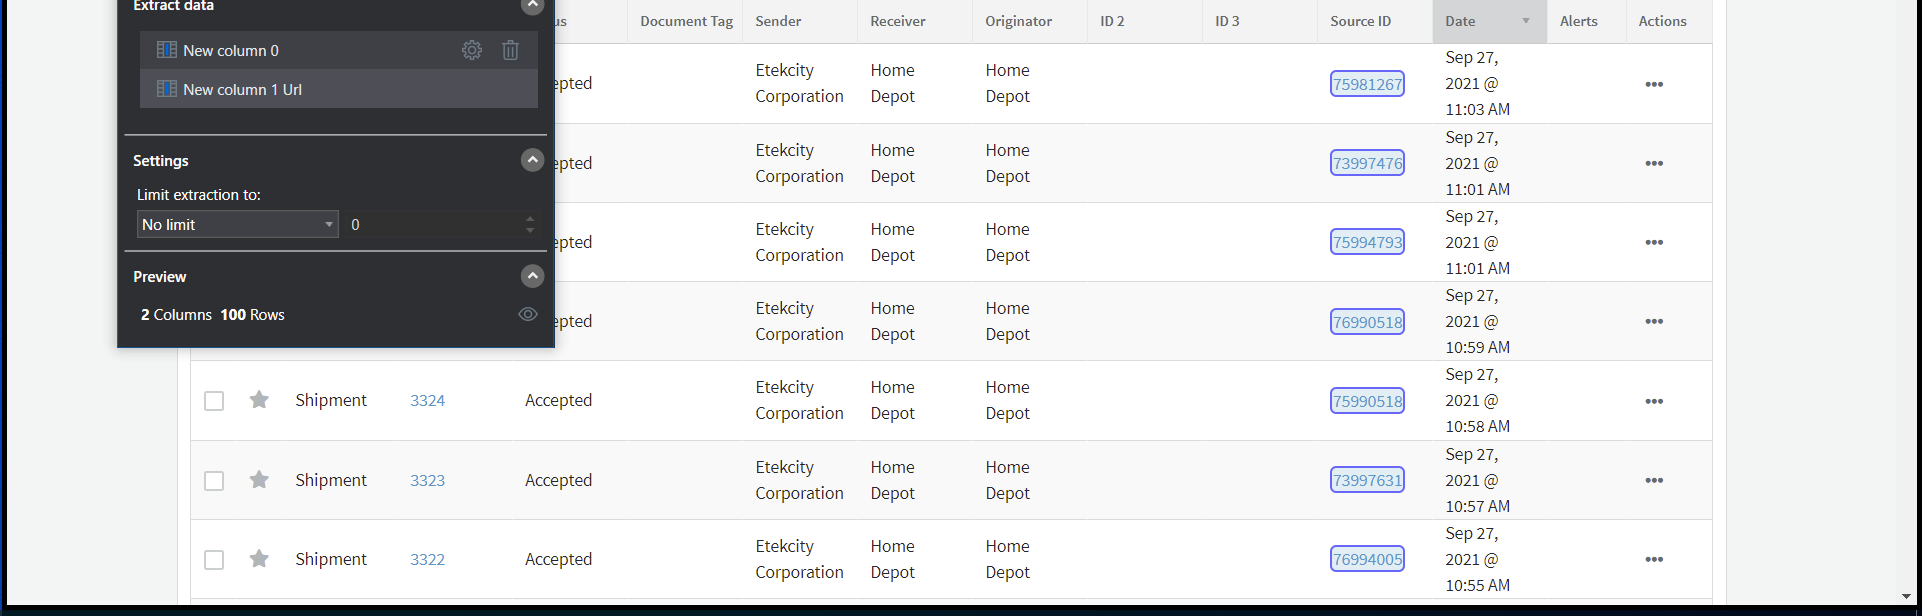 Extract data
New column 0
New column 1 Url
Settings
Limit extraction to:
No limit 0
Preview
2 Columns 100 Rows
us Document Tag Sender Receiver Originator ID 2 ID 3 Source ID Date Alerts Actions
epted Etekcity Corporation Home Depot Home Depot 75981267 Sep 27, 2021 @ 11:03 AM •••
epted Etekcity Corporation Home Depot Home Depot 73997476 Sep 27, 2021 @ 11:01 AM •••
epted Etekcity Corporation Home Depot Home Depot 75994793 Sep 27, 2021 @ 11:01 AM •••
epted Etekcity Corporation Home Depot Home Depot 76990518 Sep 27, 2021 @ 10:59 AM •••
Shipment 3324 Accepted Etekcity Corporation Home Depot Home Depot 75990518 Sep 27, 2021 @ 10:58 AM •••
Shipment 3323 Accepted Etekcity Corporation Home Depot Home Depot 73997631 Sep 27, 2021 @ 10:57 AM •••
Shipment 3322 Accepted Etekcity Corporation Home Depot Home Depot 76994005 Sep 27, 2021 @ 10:55 AM •••